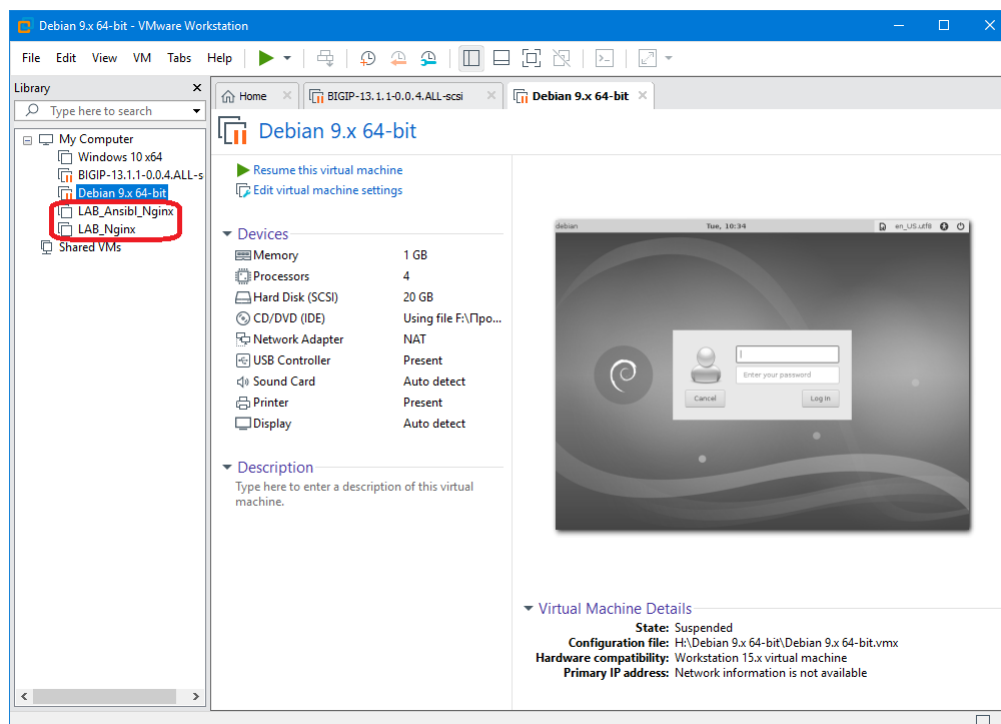 Debian 9.x 64-bit - VMware Workstation
File Edit View VM Tabs Help
Library
Type here to search
My Computer
Windows 10 x64
BIGIP-13.1.1-0.0.4.ALL-s
Debian 9.x 64-bit
LAB_Ansibl_Nginx
LAB_Nginx
Shared VMs
Home
BIGIP-13.1.1-0.0.4.ALL-scsi
Debian 9.x 64-bit
Debian 9.x 64-bit
Resume this virtual machine
Edit virtual machine settings
Devices
Memory 1 GB
Processors 4
Hard Disk (SCSI) 20 GB
CD/DVD (IDE) Using file F:\Про...
Network Adapter NAT
USB Controller Present
Sound Card Auto detect
Printer Present
Display Auto detect
Description
Type here to enter a description of this virtual
machine.
debian Tue, 10:34 en_US.utf8
Enter your password
Cancel Log In
Virtual Machine Details
State: Suspended
Configuration file: H:\Debian 9.x 64-bit\Debian 9.x 64-bit.vmx
Hardware compatibility: Workstation 15.x virtual machine
Primary IP address: Network information is not available